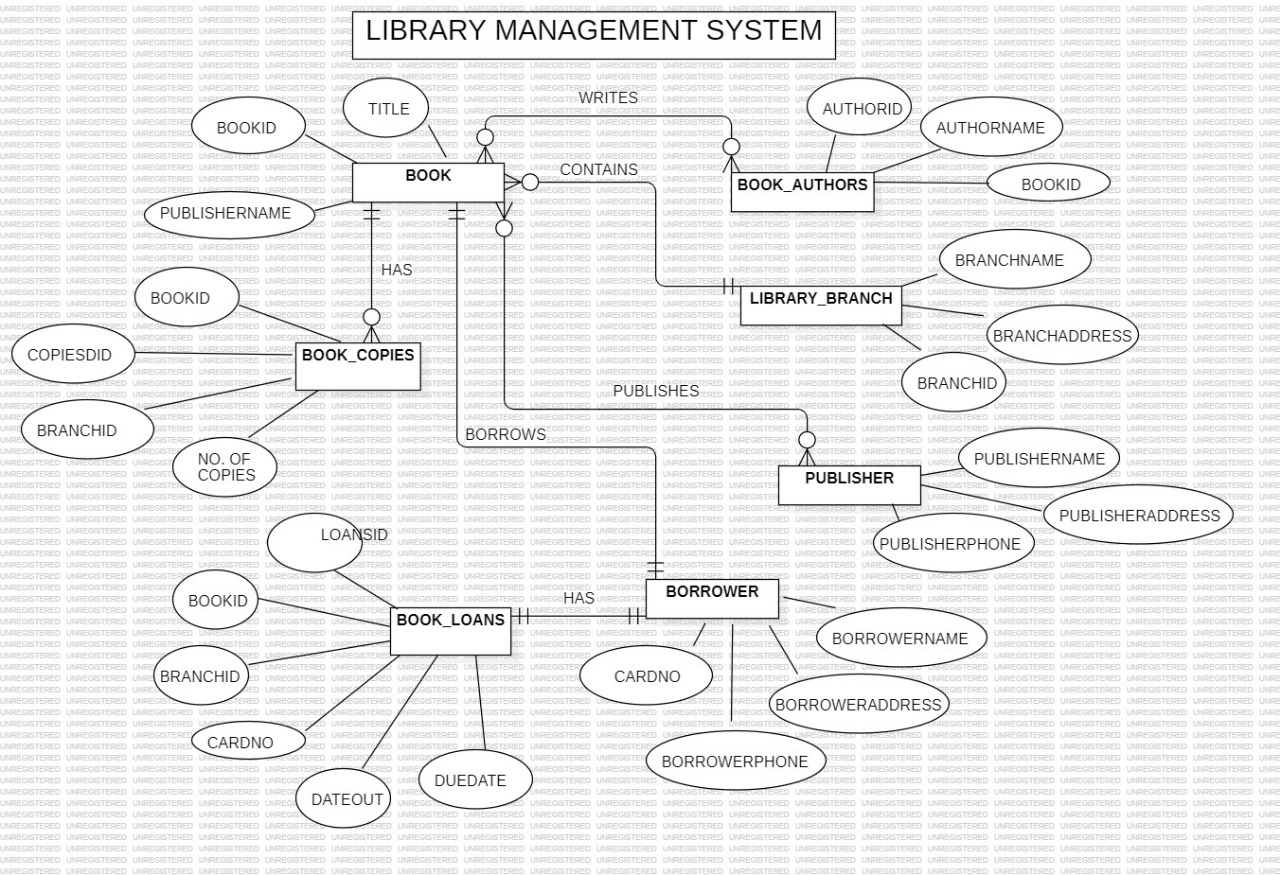 LIBRARY MANAGEMENT SYSTEM
TITLE
WRITES
AUTHORID
BOOKID
AUTHORNAME
CONTAINS
BOOK
BOOK_AUTHORS
BOOKID
PUBLISHERNAME
BRANCHNAME
HAS
BOOKID
LIBRARY_BRANCH
BRANCHADDRESS
COPIESDID
BOOK_COPIES
BRANCHID
PUBLISHES
BRANCHID
BORROWS
NO. OF
COPIES
PUBLISHERNAME
PUBLISHER
PUBLISHERADDRESS
LOANSID
PUBLISHERPHONE
BOOKID
HAS
BORROWER
BOOK_LOANS
BORROWERNAME
BRANCHID
CARDNO
BORROWERADDRESS
CARDNO
BORROWERPHONE
DUEDATE
DATEOUT
UNREGISTERED